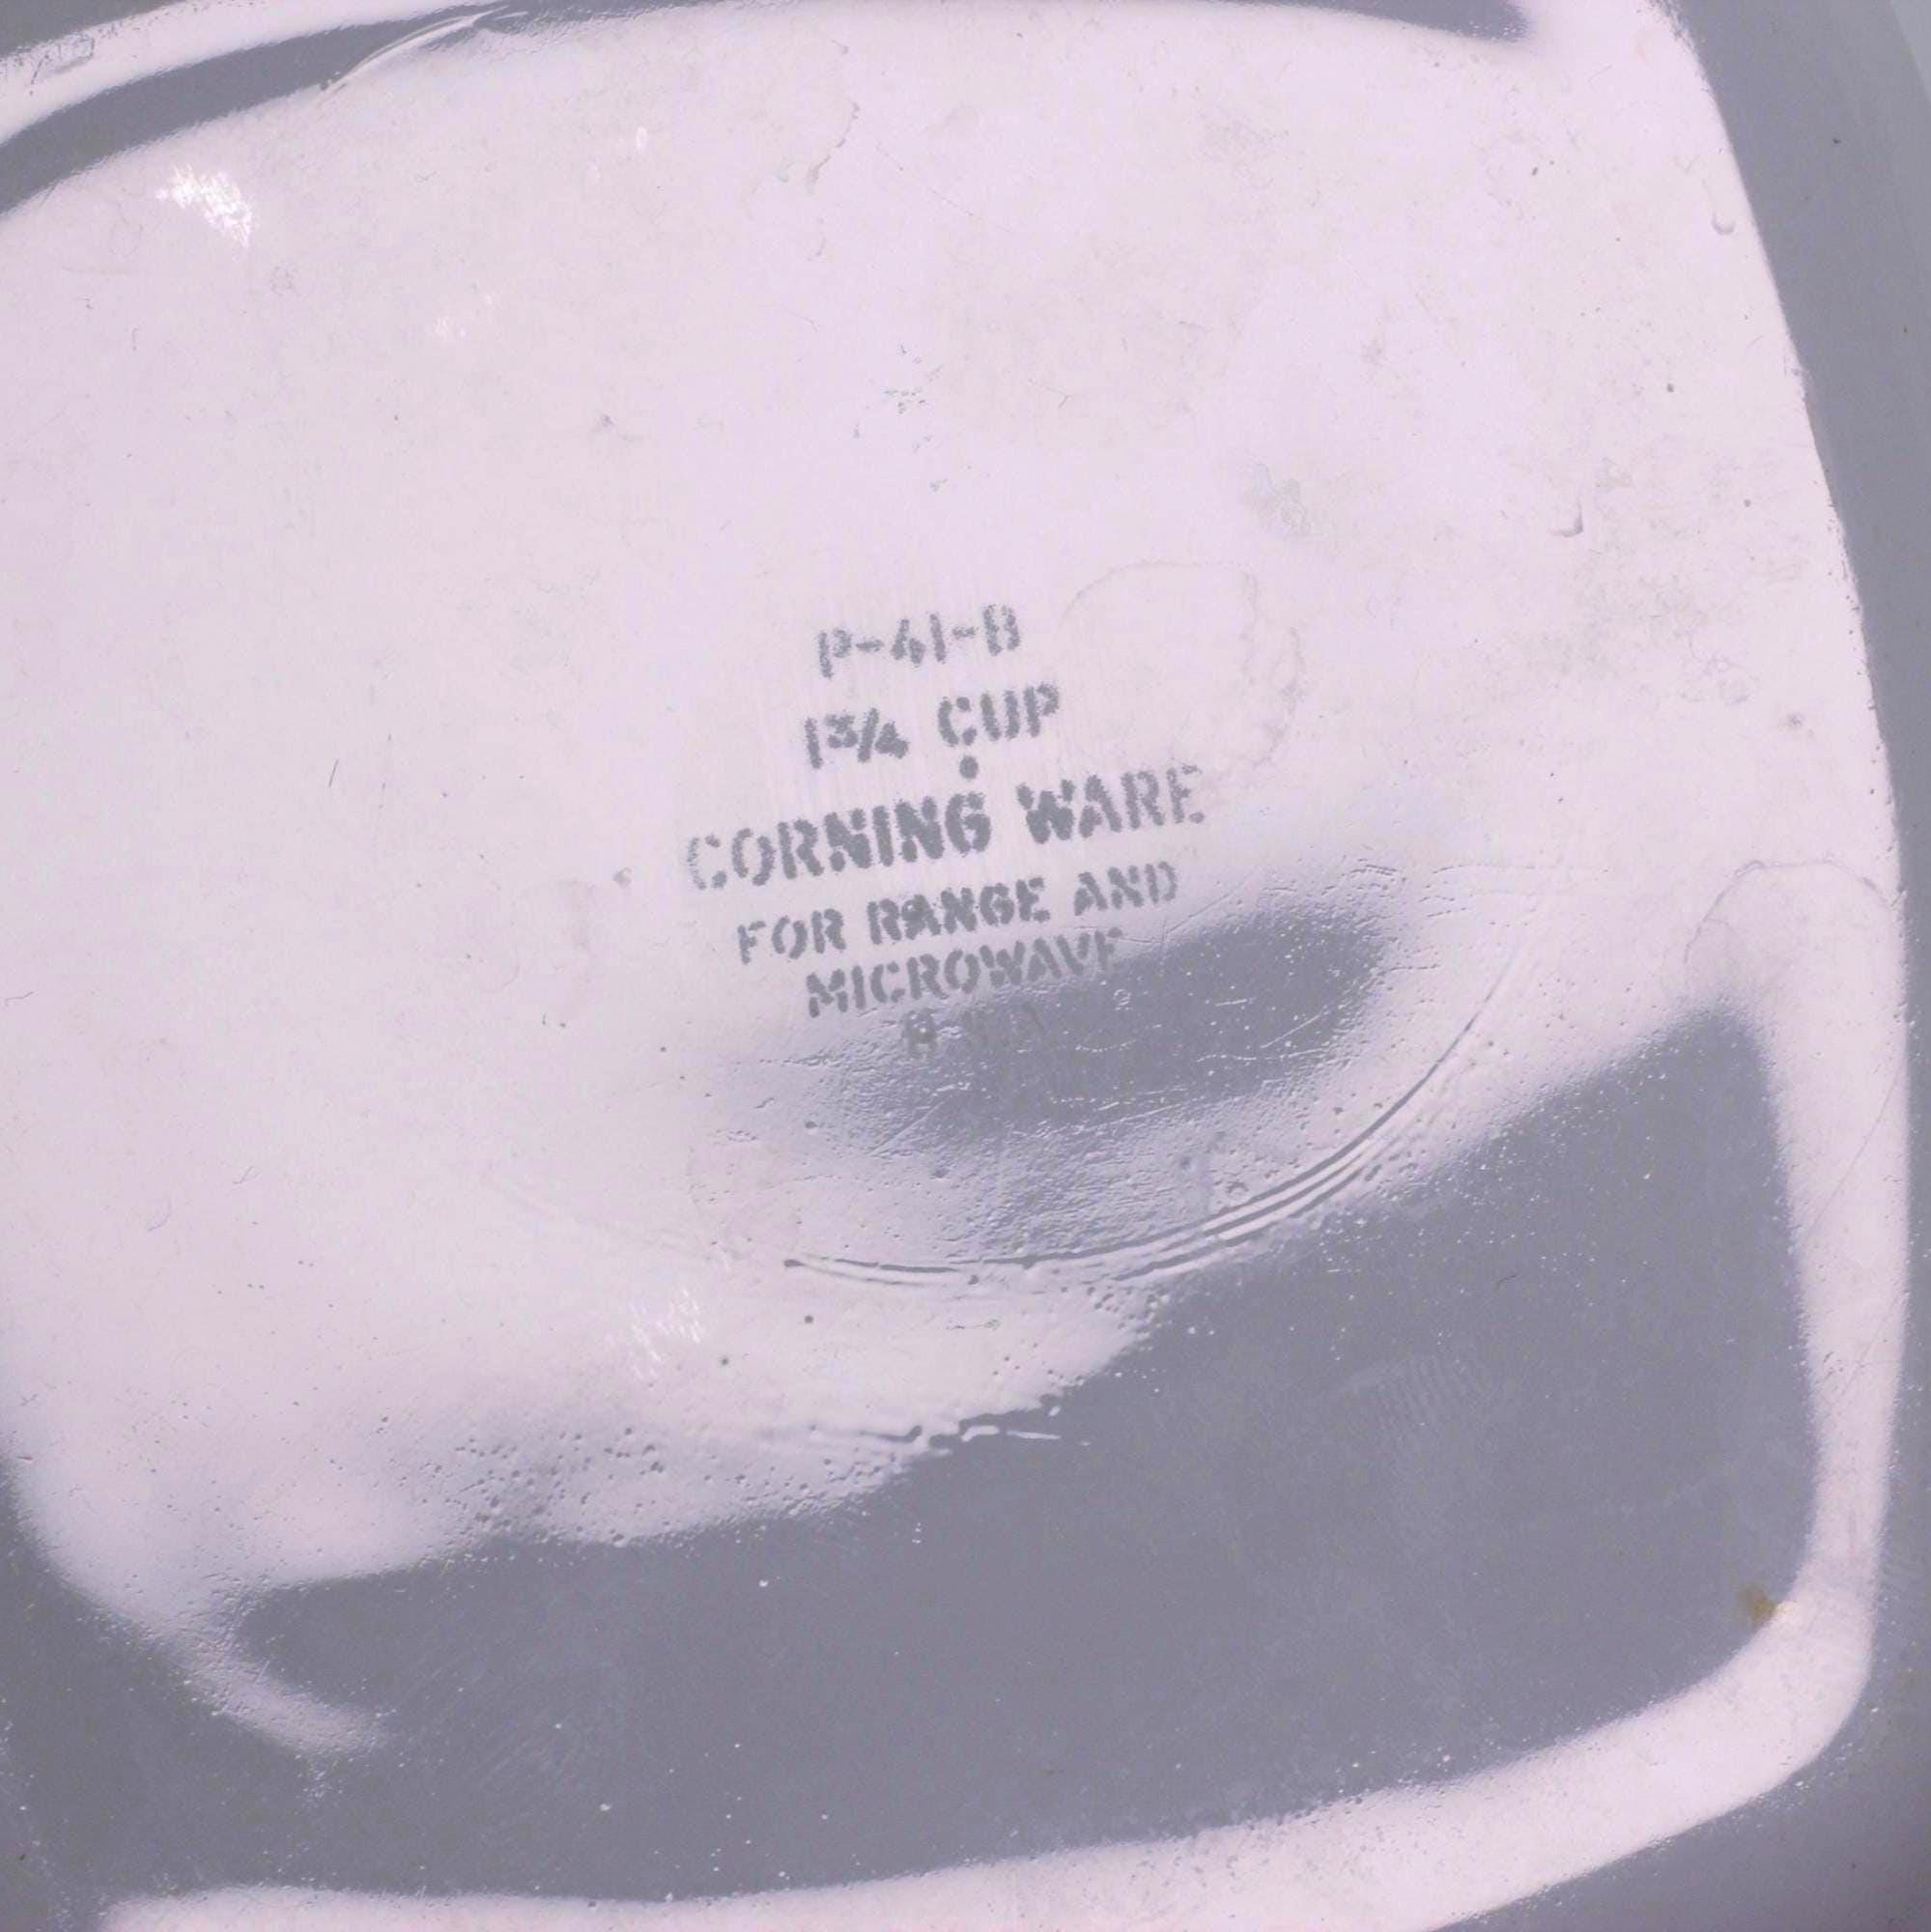 P-41-B
1¾ CUP
CORNING WARE
FOR RANGE AND
MICROWAVE
U.S.A.